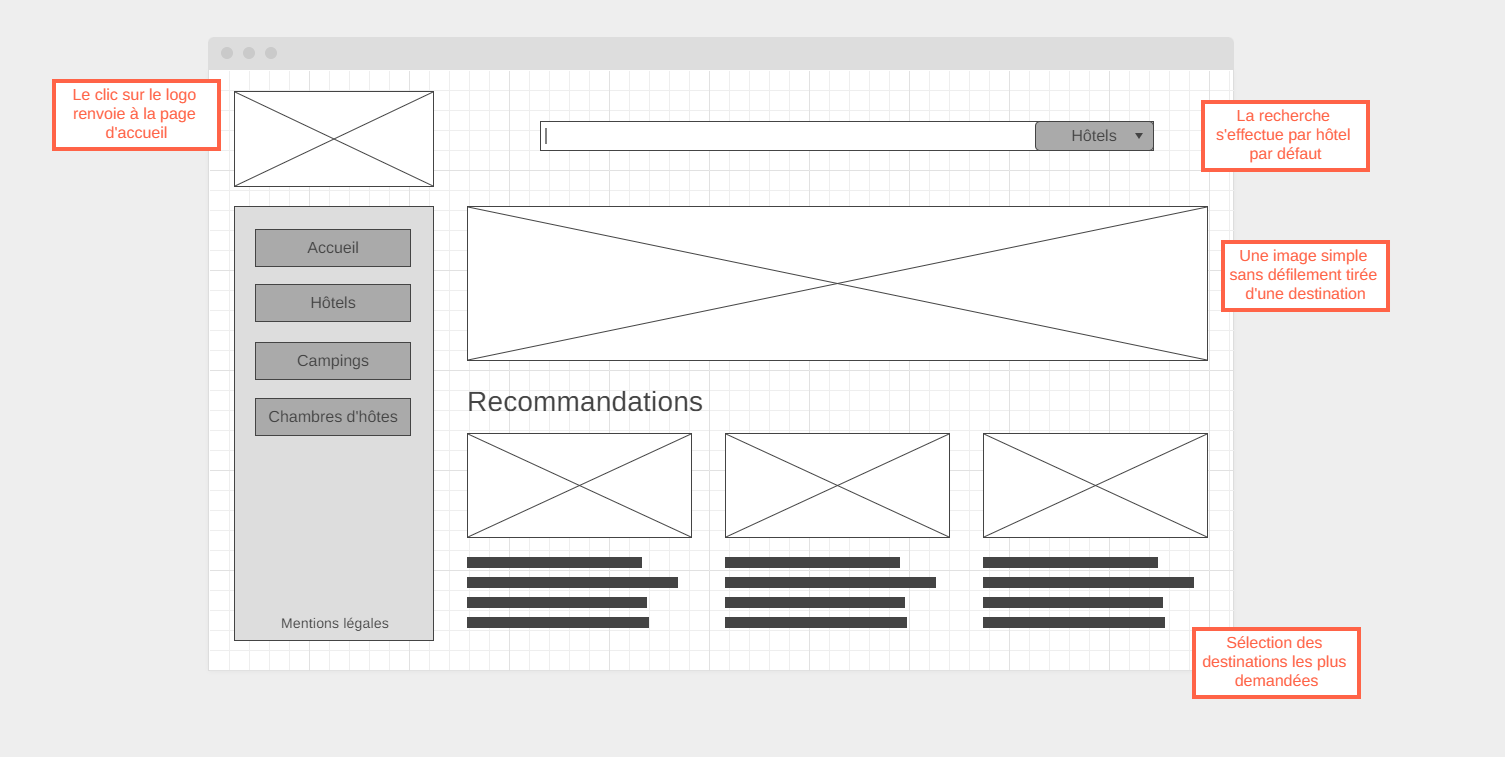 Le clic sur le logo
renvoie à la page
d'accueil
Hôtels
La recherche
s'effectue par hôtel
par défaut
Accueil
Hôtels
Campings
Chambres d'hôtes
Mentions légales
Une image simple
sans défilement tirée
d'une destination
Recommandations
Sélection des
destinations les plus
demandées